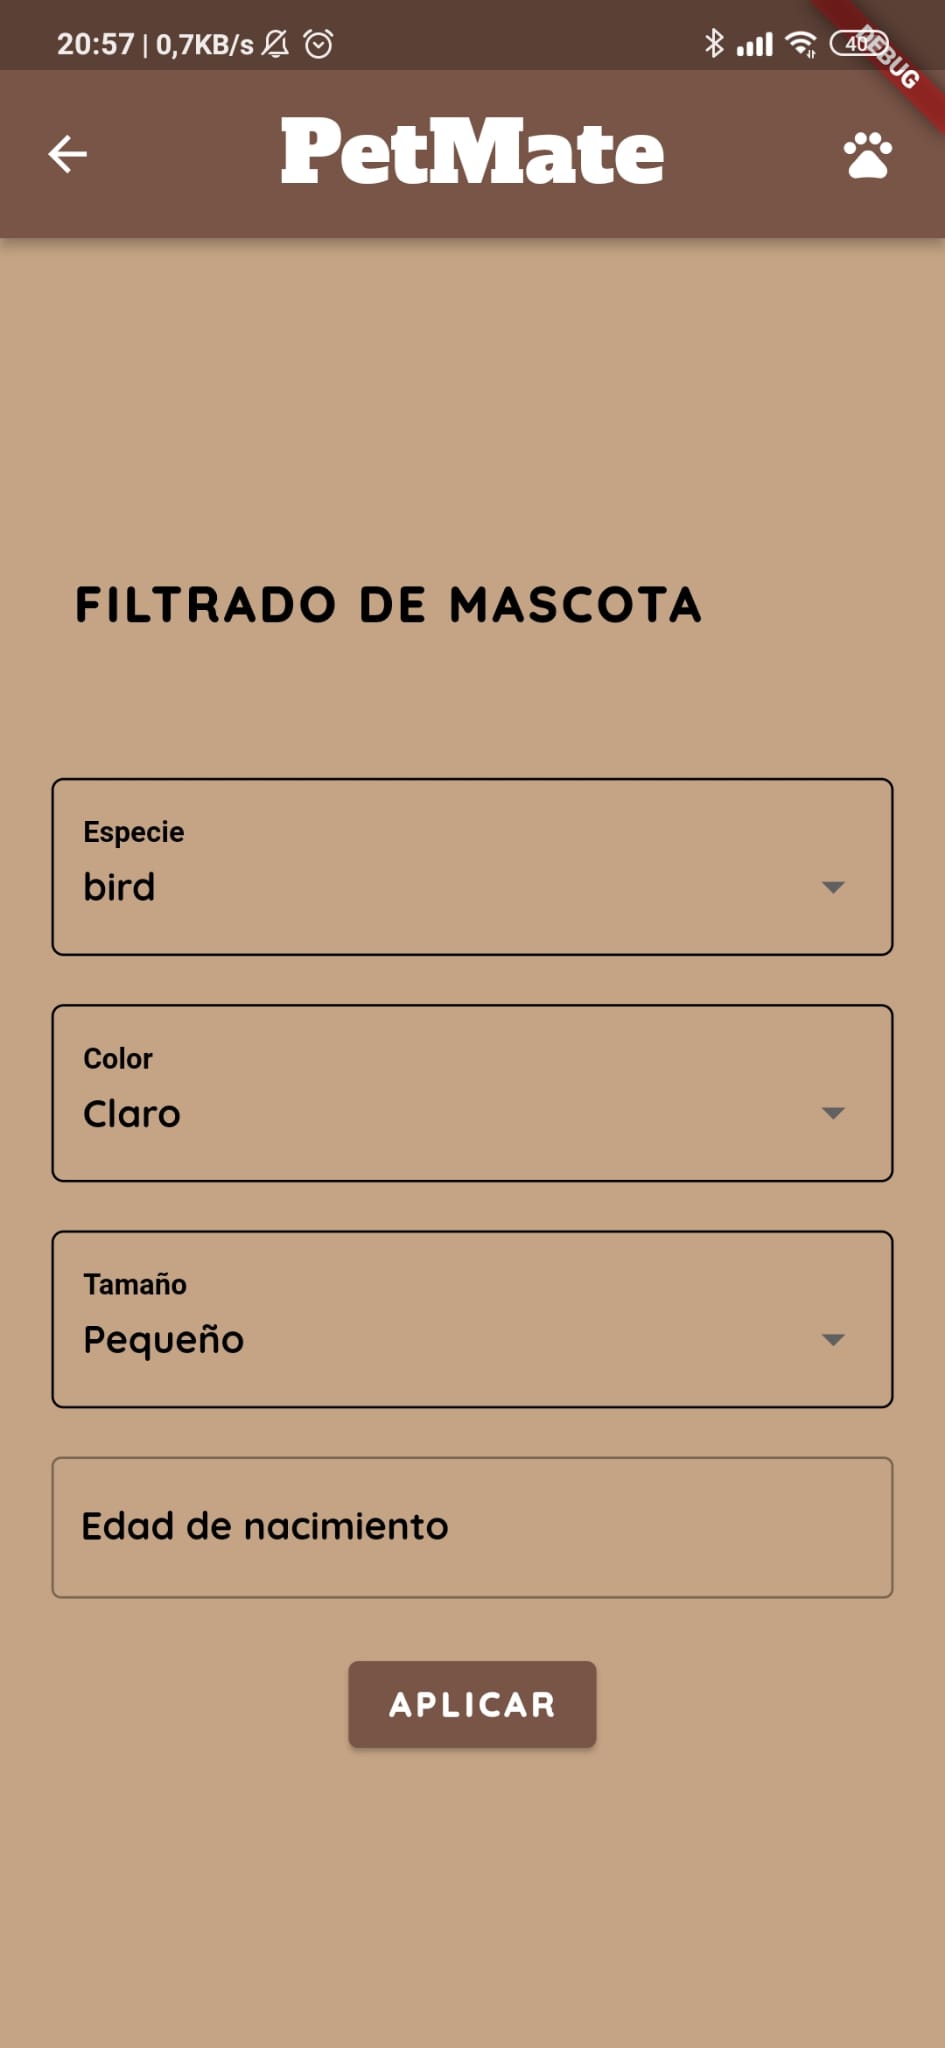 20:57 | 0,7KB/s
40
DEBUG
PetMate
FILTRADO DE MASCOTA
Especie
bird
Color
Claro
Tamaño
Pequeño
Edad de nacimiento
APLICAR